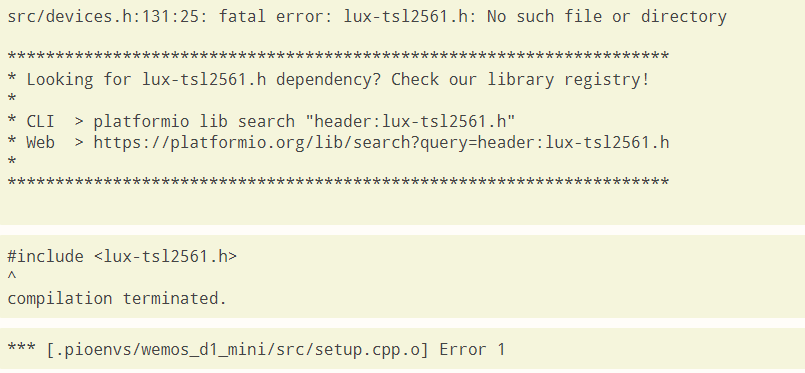 src/devices.h:131:25: fatal error: lux-tsl2561.h: No such file or directory
*********************************************************************
* Looking for lux-tsl2561.h dependency? Check our library registry!
*
* CLI  > platformio lib search "header:lux-tsl2561.h"
* Web  > https://platformio.org/lib/search?query=header:lux-tsl2561.h
*
*********************************************************************
#include <lux-tsl2561.h>
^
compilation terminated.
*** [.pioenvs/wemos_d1_mini/src/setup.cpp.o] Error 1